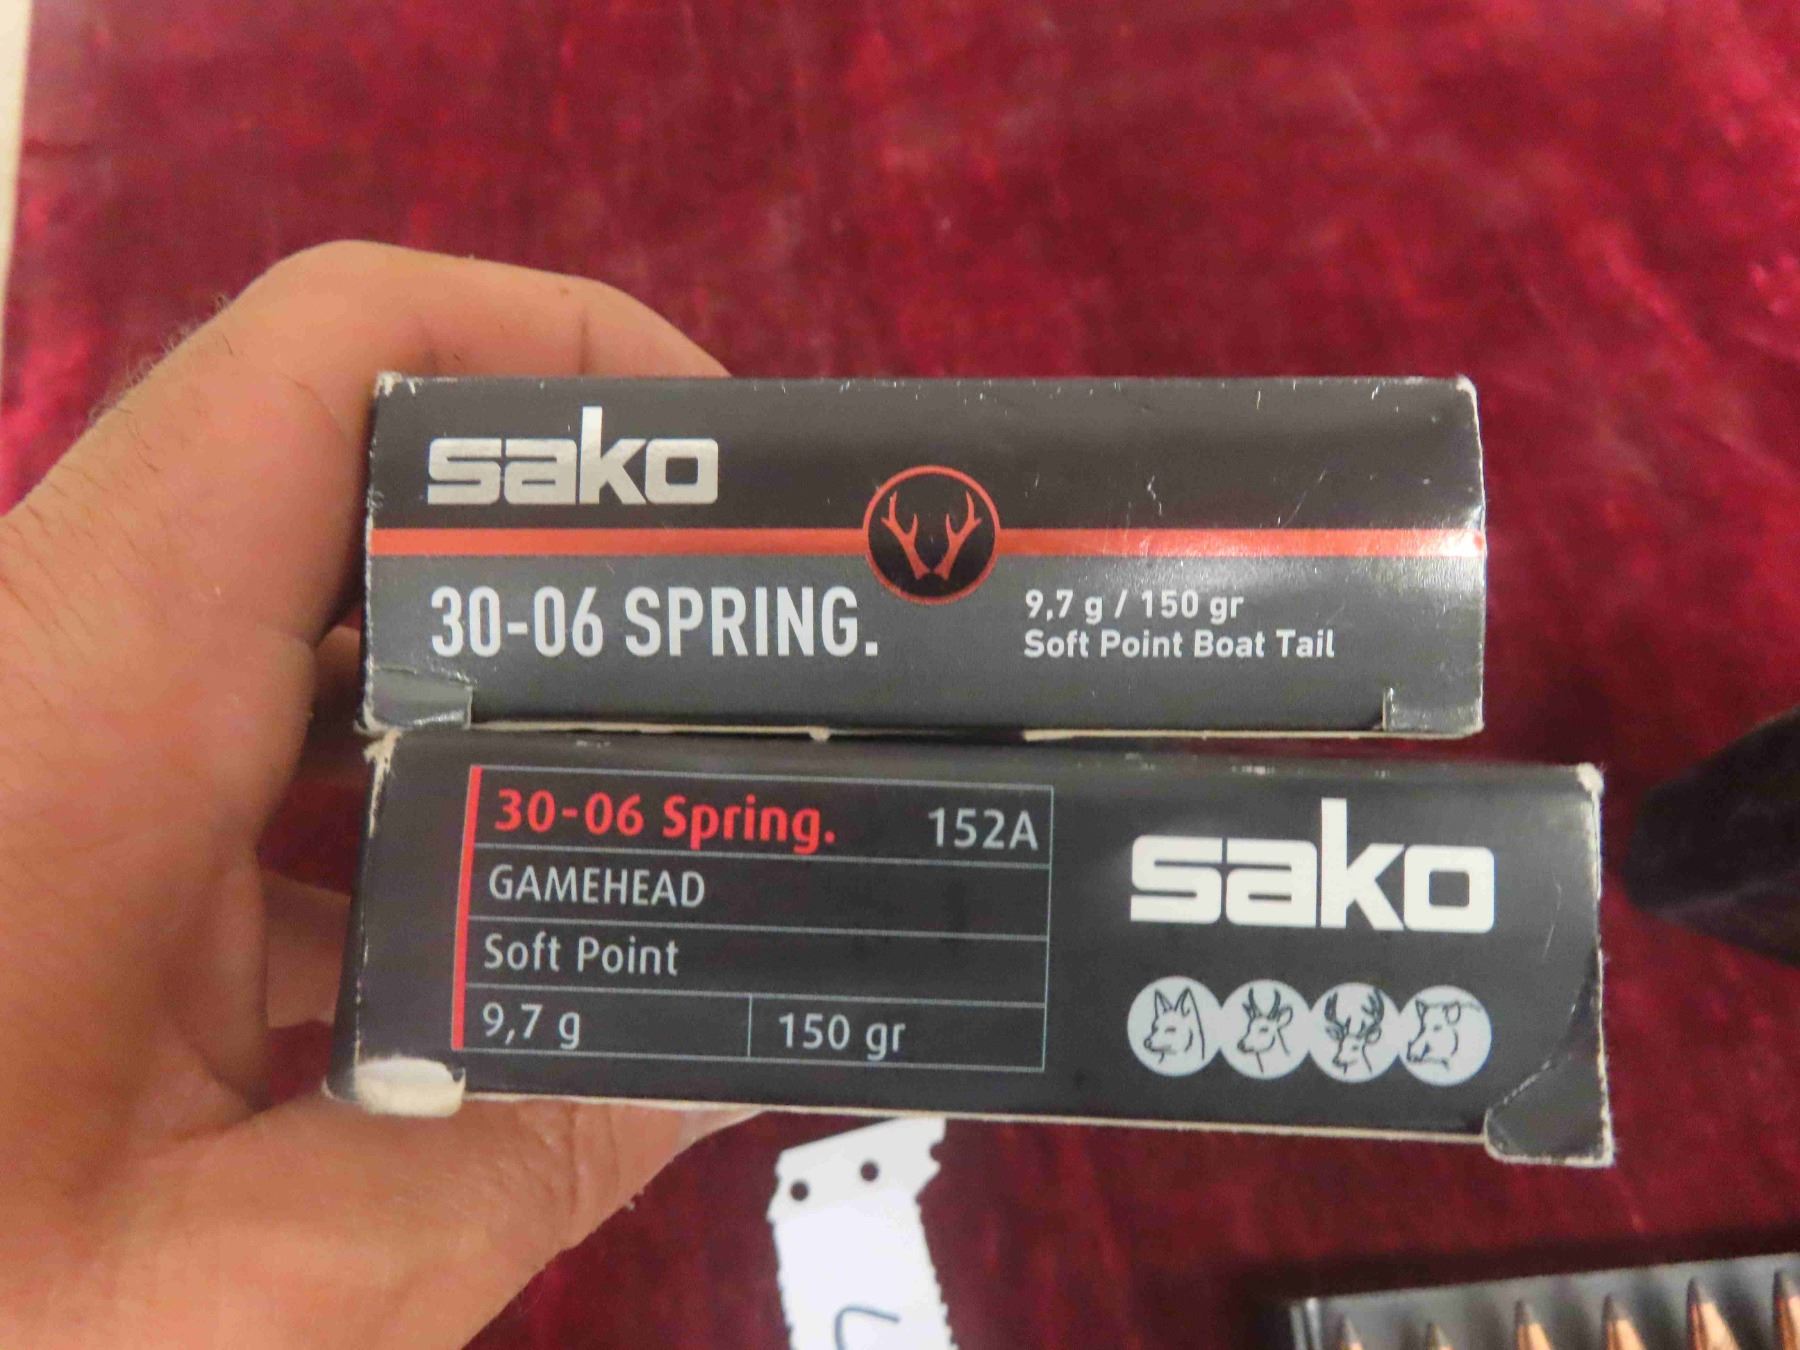 sako
30-06 SPRING.
9,7 g / 150 gr
Soft Point Boat Tail
30-06 Spring. 152A
GAMEHEAD
Soft Point
9,7 g 150 gr
sako